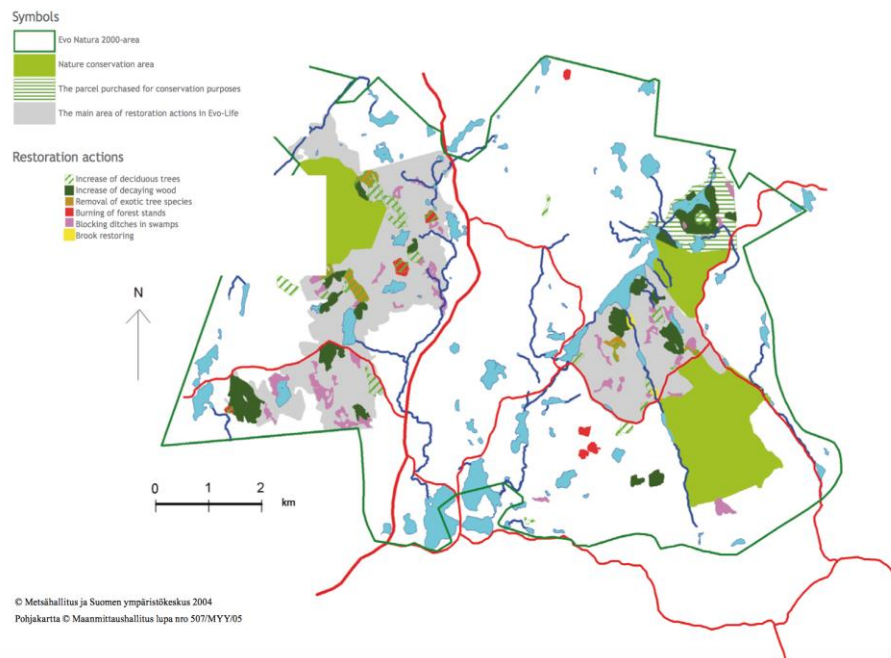 Symbols
Evo Natura 2000-area
Nature conservation area
The parcel purchased for conservation purposes
The main area of restoration actions in Evo-Life
Restoration actions
Increase of deciduous trees
Increase of decaying wood
Removal of exotic tree species
Burning of forest stands
Blocking ditches in swamps
Brook restoring
N
0 1 2
km
© Metsähallitus ja Suomen ympäristökeskus 2004
Pohjakartta © Maanmittaushallitus lupa nro 507/MYY/05